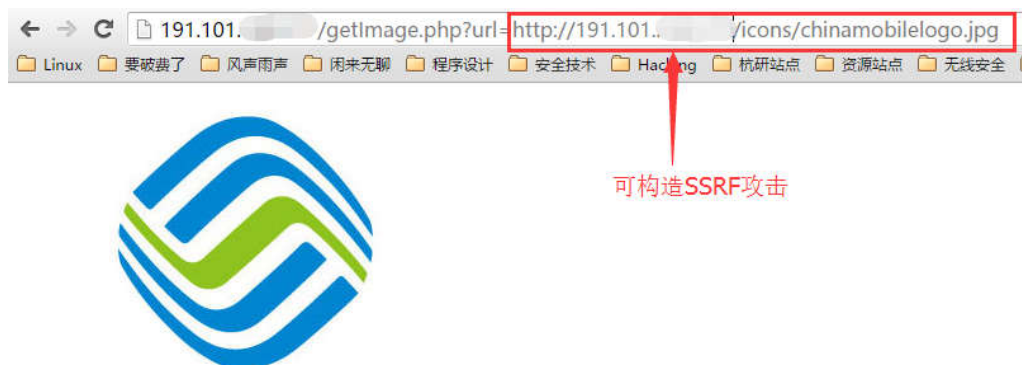 191.101. /getImage.php?url=http://191.101.. /icons/chinamobilelogo.jpg
Linux 要破费了 风声雨声 闲来无聊 程序设计 安全技术 Hacking 杭研站点 资源站点 无线安全
可构造SSRF攻击